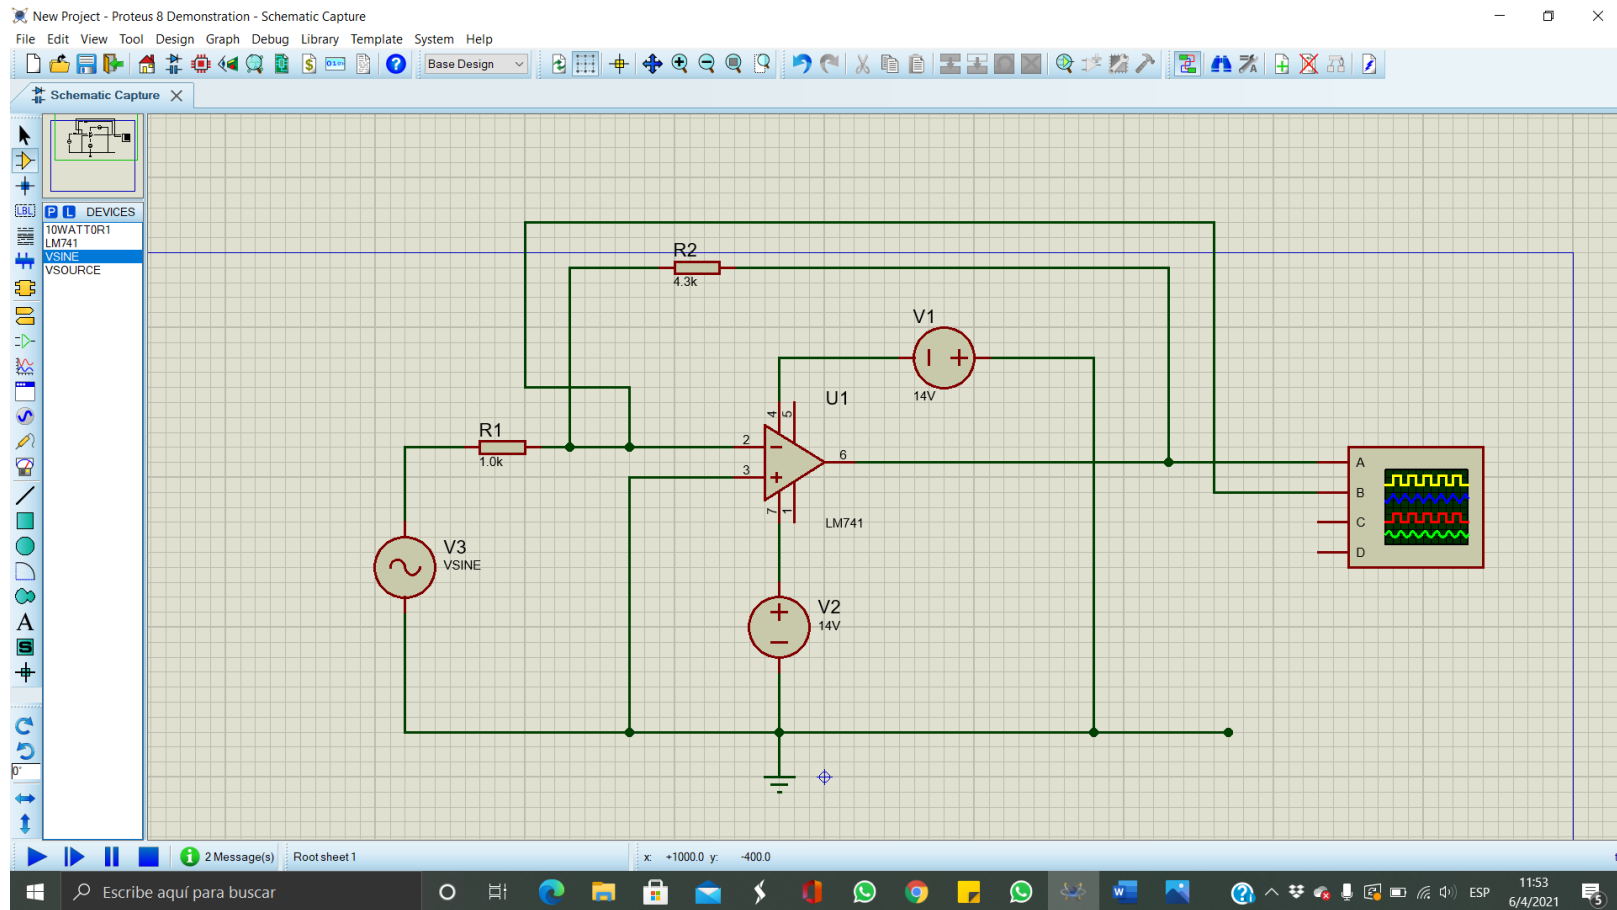 New Project - Proteus 8 Demonstration - Schematic Capture
File Edit View Tool Design Graph Debug Library Template System Help
Base Design
Schematic Capture
P L DEVICES
10WATT0R1
LM741
VSINE
VSOURCE
LBL
A
S
0°
R2
4.3k
V1
14V
U1
4
5
R1
1.0k
2
3
6
7
1
LM741
V3
VSINE
V2
14V
A
B
C
D
2 Message(s) Root sheet 1 x: +1000.0 y: -400.0
Escribe aquí para buscar
ESP
11:53
6/4/2021
5